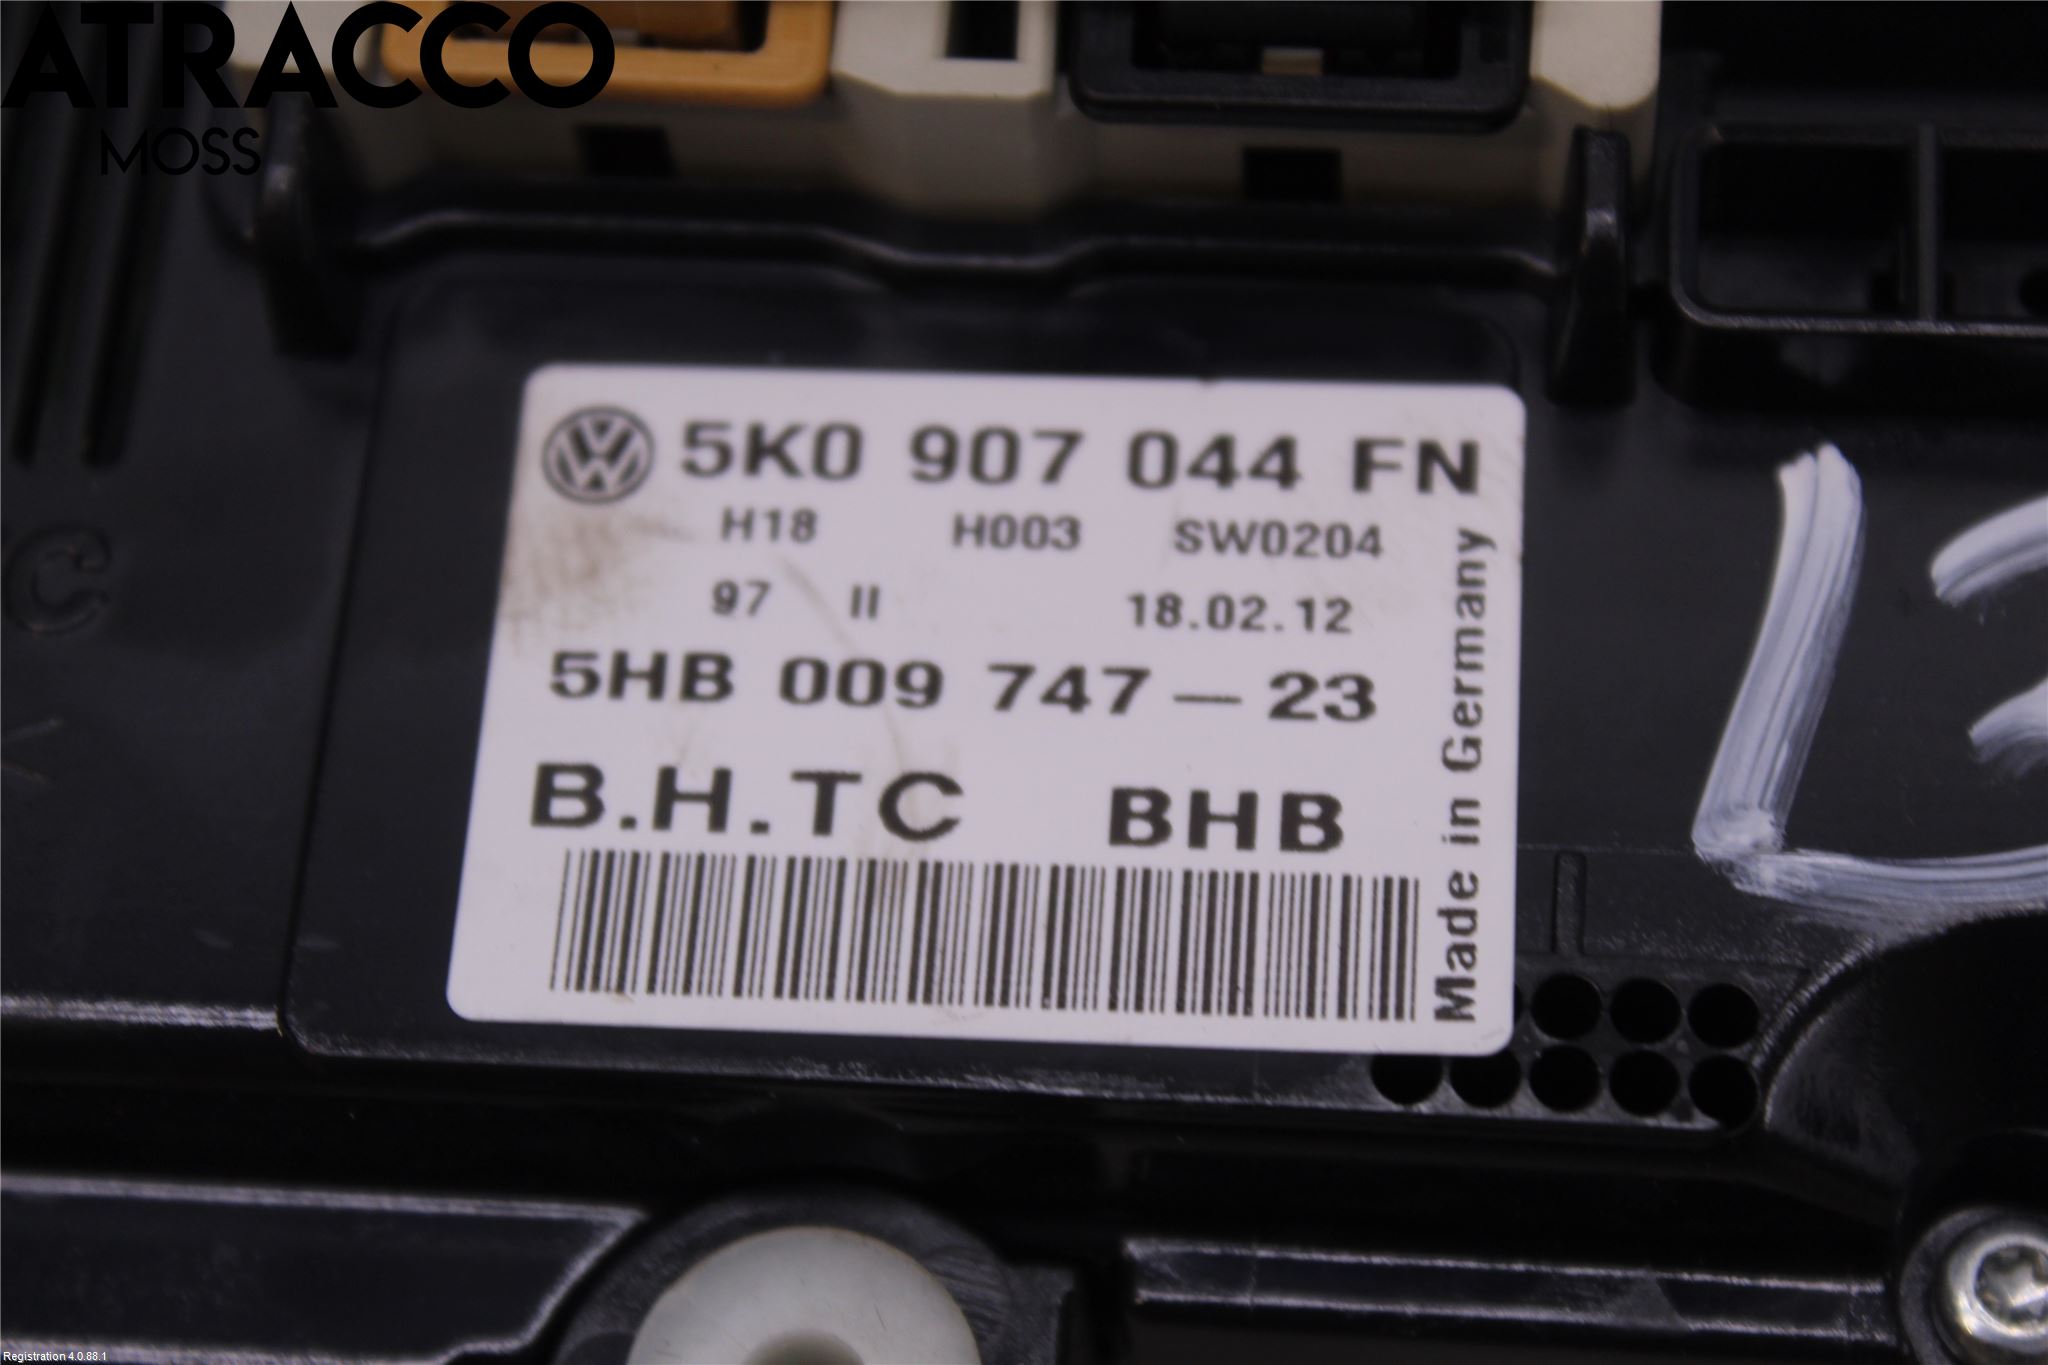 ATRACCO
MOSS
C
5K0 907 044 FN
H18 H003 SW0204
97 II 18.02.12
5HB 009 747-23
B.H.TC BHB
Made in Germany
Registration 4.0.88.1